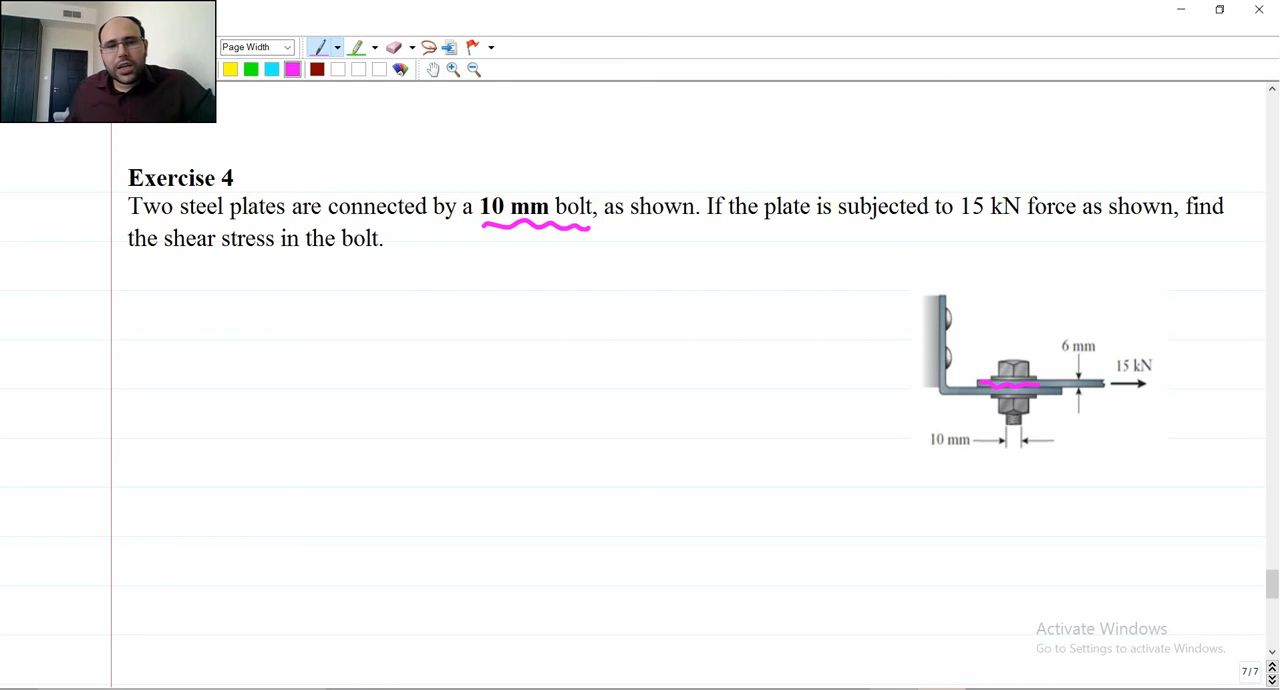 Page Width
Exercise 4
Two steel plates are connected by a 10 mm bolt, as shown. If the plate is subjected to 15 kN force as shown, find
the shear stress in the bolt.
6 mm
15 kN
10 mm
Activate Windows
Go to Settings to activate Windows.
7/7